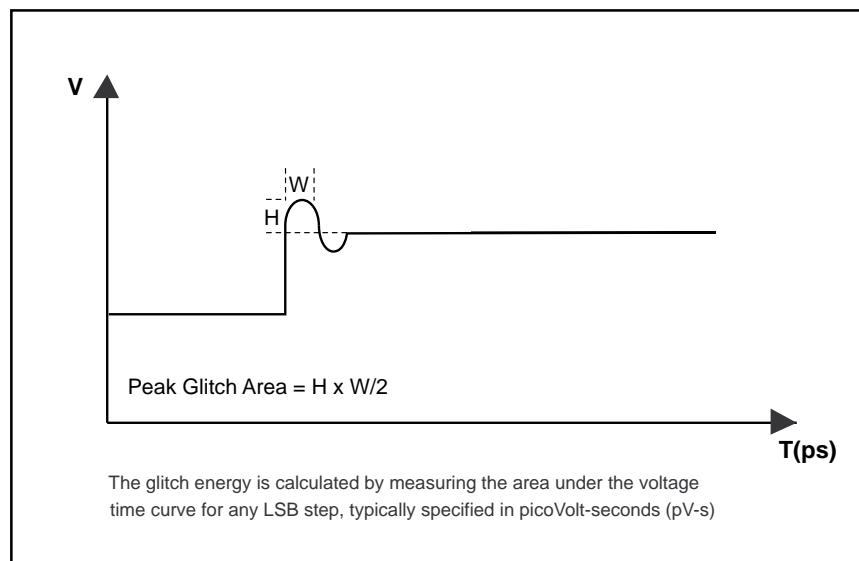 V
W
H
Peak Glitch Area = H x W/2
T(ps)
The glitch energy is calculated by measuring the area under the voltage
time curve for any LSB step, typically specified in picoVolt-seconds (pV-s)